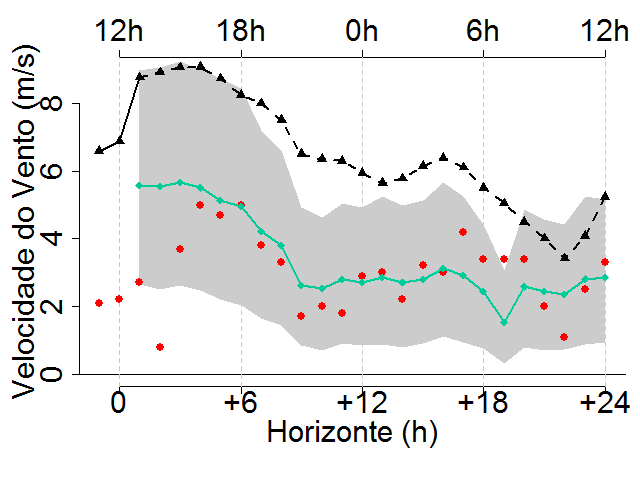 12h 18h 0h 6h 12h
Velocidade do Vento (m/s)
8
6
4
2
0
0 +6 +12 +18 +24
Horizonte (h)